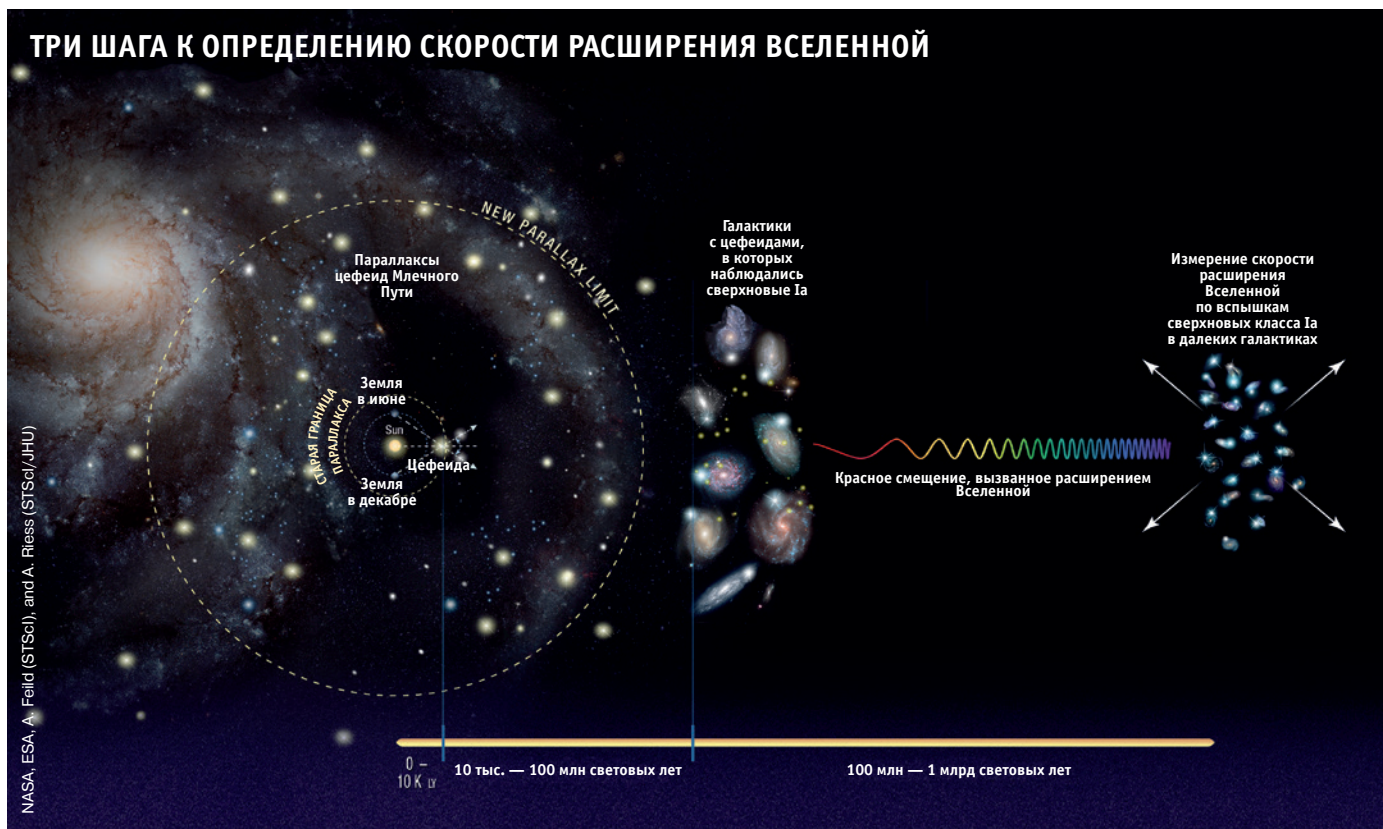 ТРИ ШАГА К ОПРЕДЕЛЕНИЮ СКОРОСТИ РАСШИРЕНИЯ ВСЕЛЕННОЙ
NEW PARALLAX LIMIT
Параллаксы
цефеид Млечного
Пути
СТАРАЯ ГРАНИЦА
ПАРАЛЛАКСА
Земля
в июне
Sun
Цефеида
Земля
в декабре
Галактики
с цефеидами,
в которых
наблюдались
сверхновые Ia
Красное смещение, вызванное расширением
Вселенной
Измерение скорости
расширения
Вселенной
по вспышкам
сверхновых класса Ia
в далеких галактиках
0 –
10 K LY
10 тыс. — 100 млн световых лет
100 млн — 1 млрд световых лет
NASA, ESA, A. Feild (STScI), and A. Riess (STScI/JHU)